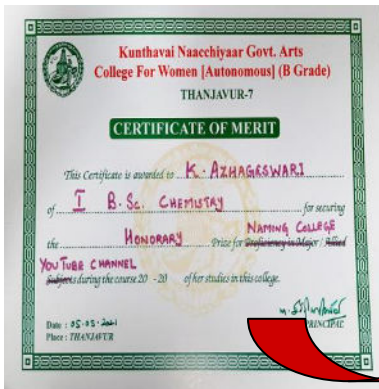 Kunthavai Naacchiyaar Govt. Arts
College For Women [Autonomous] (B Grade)
THANJAVUR-7
CERTIFICATE OF MERIT
This Certificate is awarded to K. AZHAGESWARI
of I B.Sc. CHEMISTRY for securing
the HONORARY Prize for Proficiency in Major / Allied NAMING COLLEGE
YOU TUBE CHANNEL
Subjects during the course 20 -20 of her studies in this college.
Date : 05-03-2021
Place : THANJAVUR
PRINCIPAL